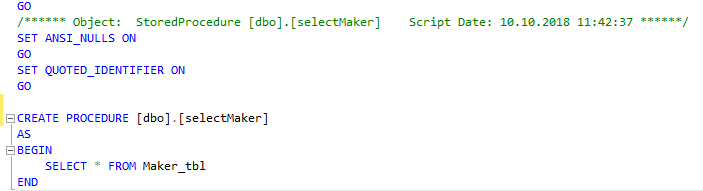 GO
/****** Object:  StoredProcedure [dbo].[selectMaker]    Script Date: 10.10.2018 11:42:37 ******/
SET ANSI_NULLS ON
GO
SET QUOTED_IDENTIFIER ON
GO
CREATE PROCEDURE [dbo].[selectMaker]
AS
BEGIN
    SELECT * FROM Maker_tbl
END